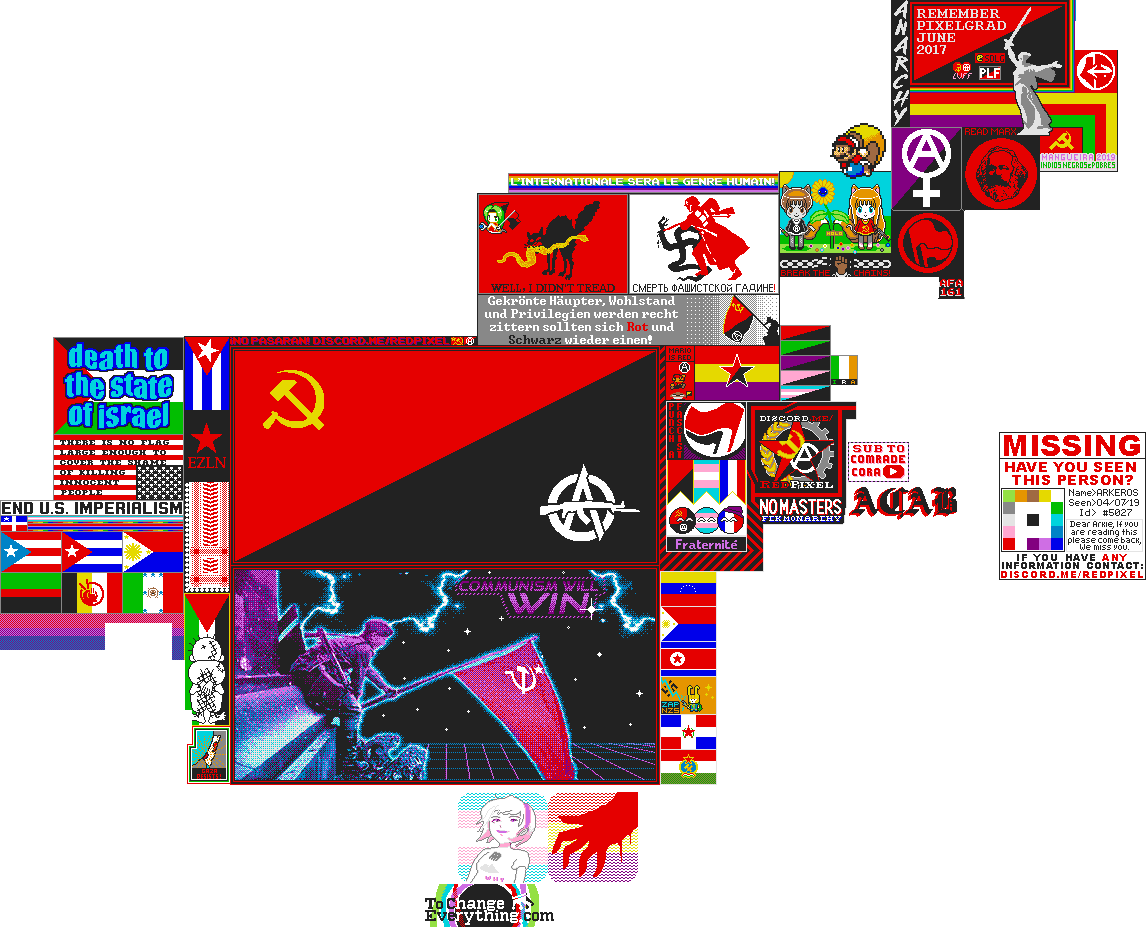 ANARCHY
REMEMBER
PIXELGRAD
JUNE
2017
PLF
READ MARX
MANGUEIRA 2019
INDIOS NEGROS E POBRES
L'INTERNATIONALE SERA LE GENRE HUMAIN!
WELL, I DIDN'T TREAD
СМЕРТЬ ФАШИСТСКОЙ ГАДИНЕ!
HOLO
BREAK THE CHAINS!
AFA
161
Gekrönte Häupter, Wohlstand
und Privilegien werden recht
zittern sollten sich Rot und
Schwarz wieder einen!
NO PASARAN! DISCORD.ME/REDPIXEL
death to
the state
of israel
THERE IS NO FLAG
LARGE ENOUGH TO
COVER THE SHAME
OF KILLING
INNOCENT
PEOPLE
END U.S. IMPERIALISM
EZLN
IRA
DISCORD.ME/
REDPIXEL
NO MASTERS
FCK MONARCHY
Fraternité
SUB TO
COMRADE
CORA
ACAB
MISSING
HAVE YOU SEEN
THIS PERSON?
Name>ARKEROS
Seen>04/07/19
Id> #5027
Dear Arkie, if you
are reading this
please come back,
We miss you.
IF YOU HAVE ANY
INFORMATION CONTACT:
DISCORD.ME/REDPIXEL
COMMUNISM WILL
WIN
ZAP
NZS
To Change
Everything.com